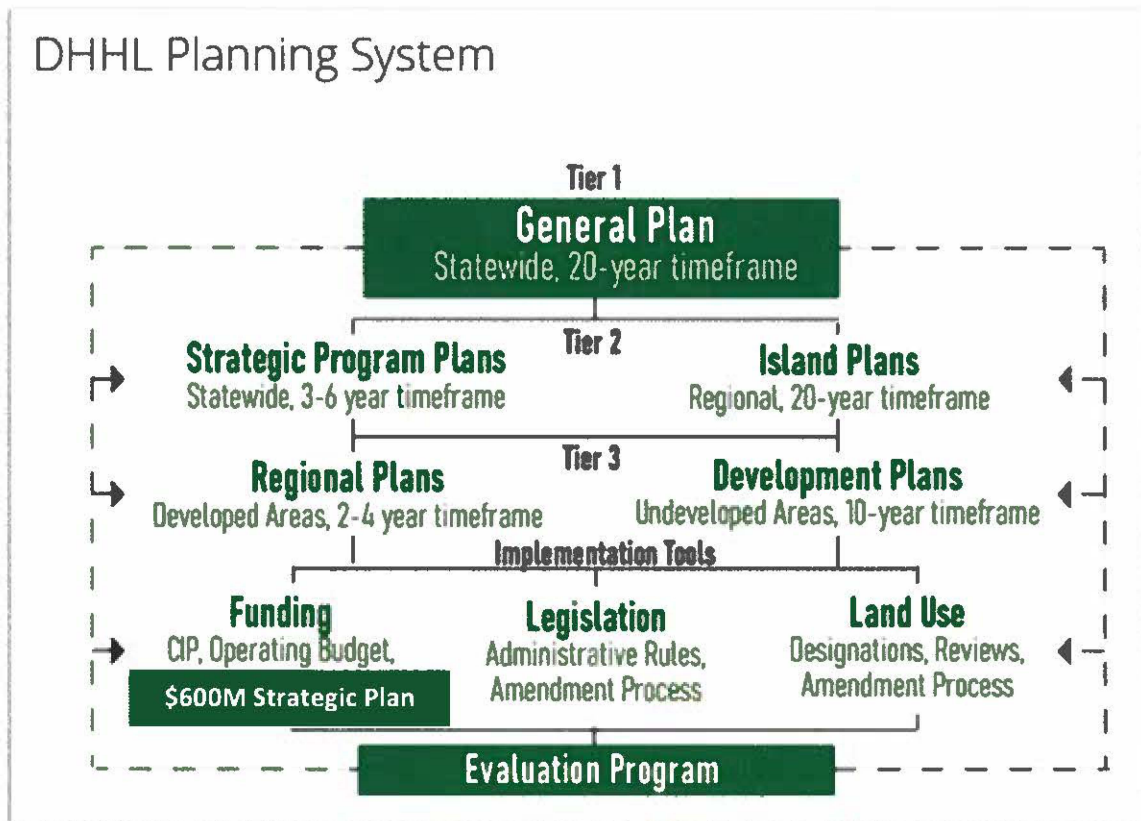 DHHL Planning System
Tier 1
General Plan
Statewide, 20-year timeframe
Tier 2
Strategic Program Plans
Statewide, 3-6 year timeframe
Island Plans
Regional, 20-year timeframe
Tier 3
Regional Plans
Developed Areas, 2-4 year timeframe
Development Plans
Undeveloped Areas, 10-year timeframe
Implementation Tools
Funding
CIP, Operating Budget,
$600M Strategic Plan
Legislation
Administrative Rules,
Amendment Process
Land Use
Designations, Reviews,
Amendment Process
Evaluation Program